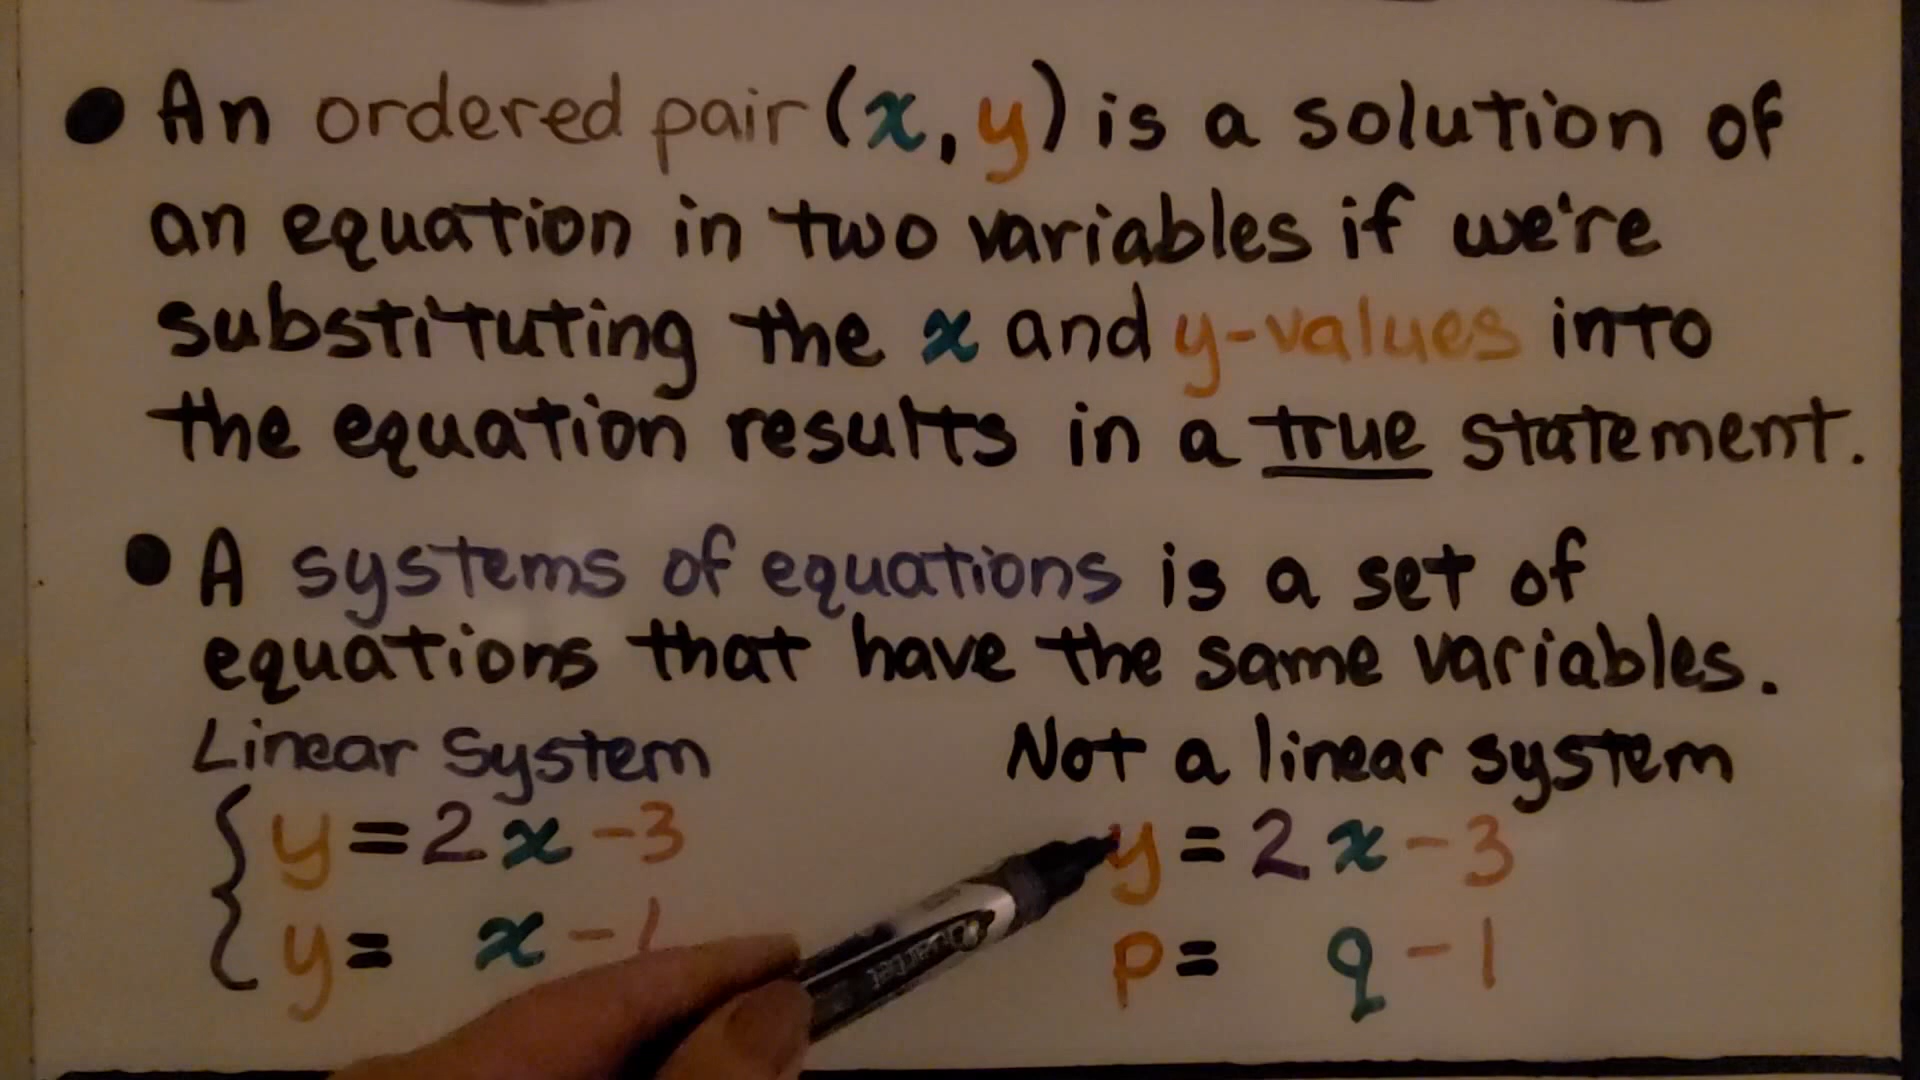 An ordered pair (x, y) is a solution of
an equation in two variables if we're
substituting the x and y-values into
the equation results in a true statement.
A systems of equations is a set of
equations that have the same variables.
Linear System
y = 2x - 3
y = x - 1
Not a linear system
y = 2x - 3
p = q - 1